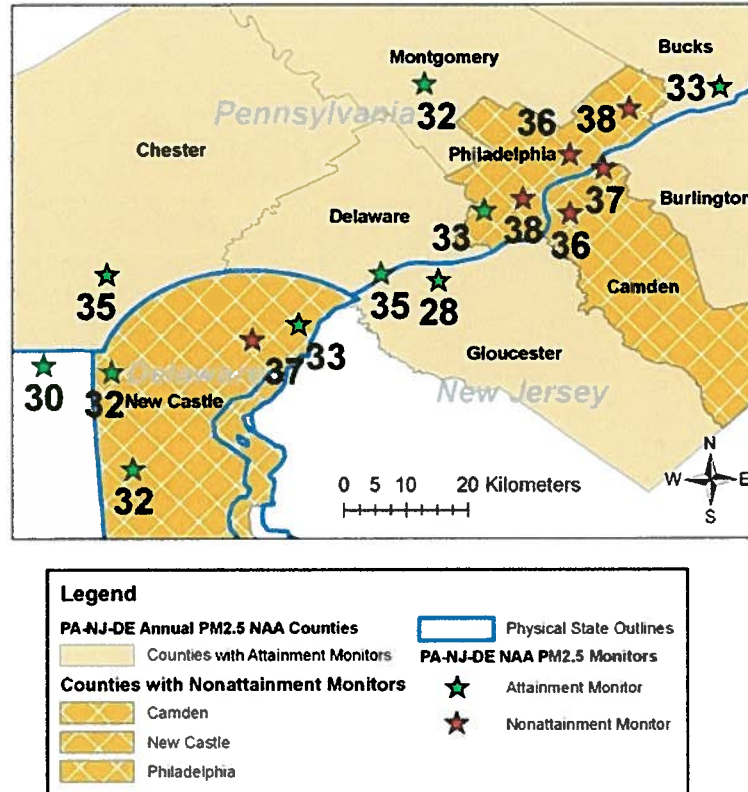 Bucks
Montgomery
33
32
Pennsylvania
36
38
Chester
Philadelphia
37
Burlington
Delaware
33
38
36
35
35
28
Camden
Gloucester
37
33
30
32
Delaware
New Castle
New Jersey
32
0 5 10 20 Kilometers
N
W E
S
Legend
PA-NJ-DE Annual PM2.5 NAA Counties
Counties with Attainment Monitors
Counties with Nonattainment Monitors
Camden
New Castle
Philadelphia
Physical State Outlines
PA-NJ-DE NAA PM2.5 Monitors
Attainment Monitor
Nonattainment Monitor